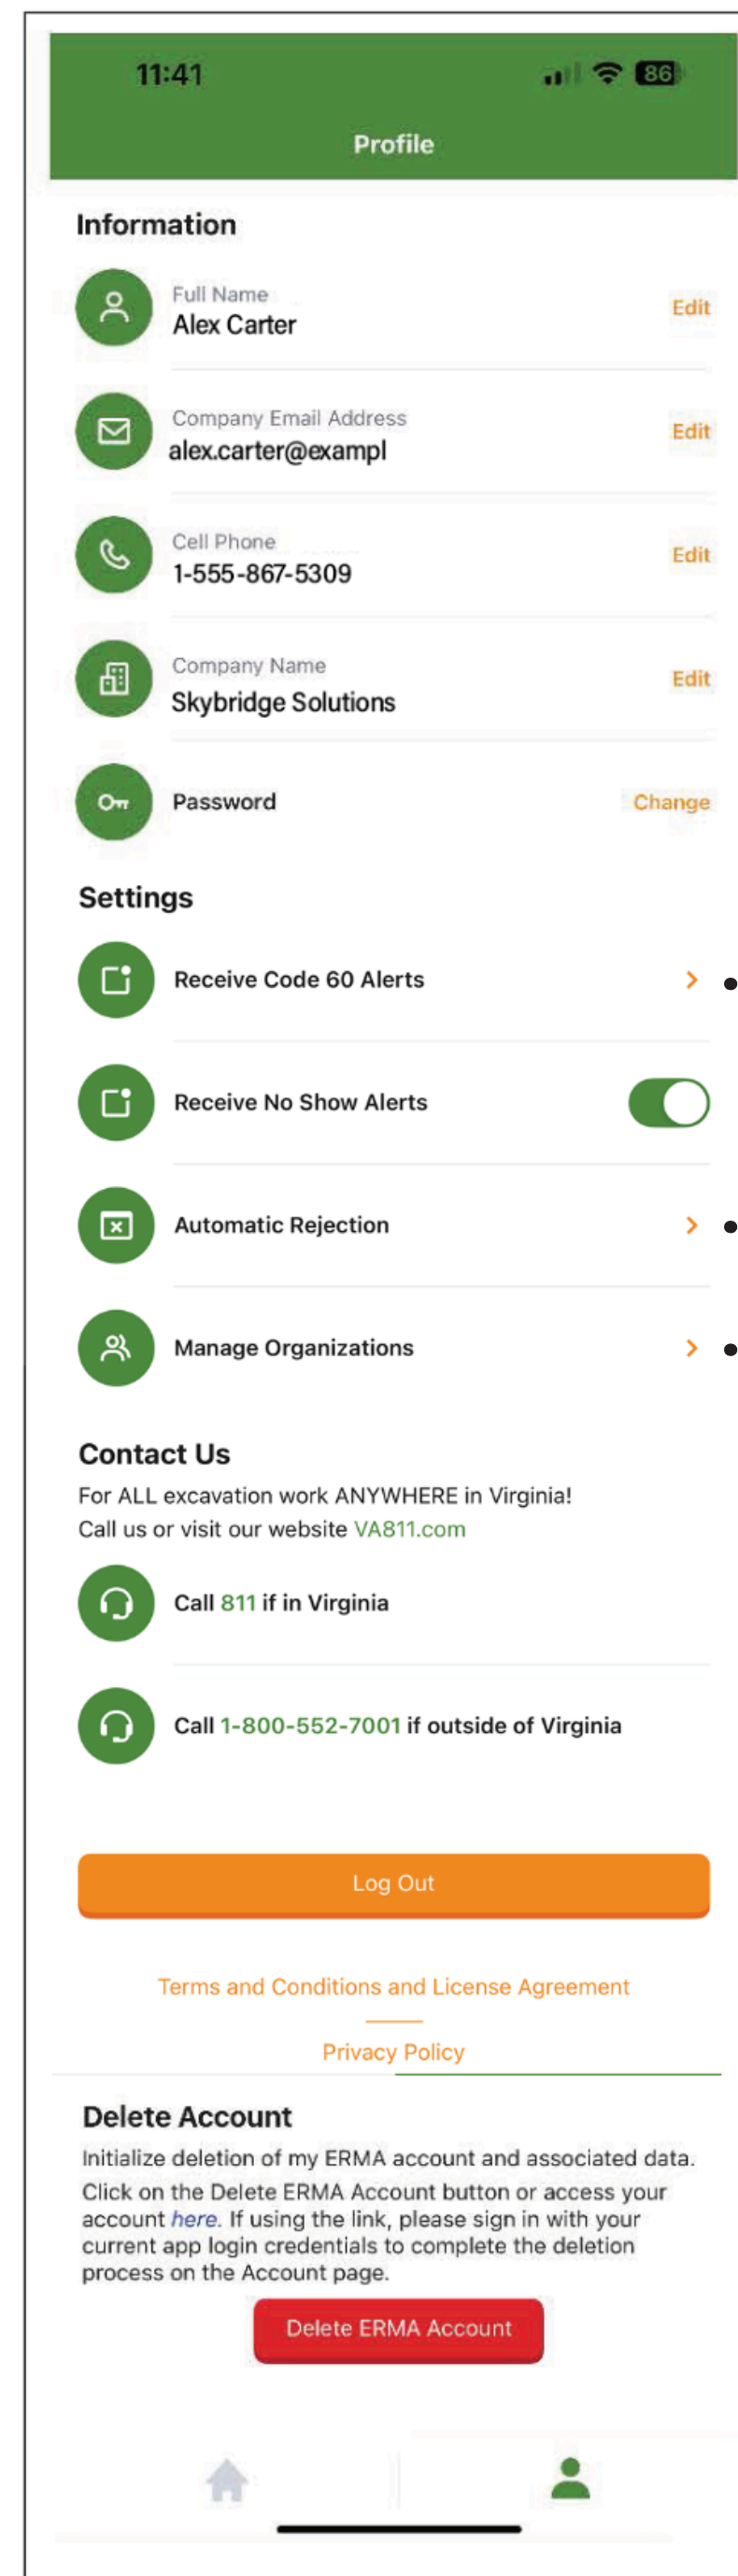 11:41
86
Profile
Information
Full Name
Alex Carter
Edit
Company Email Address
alex.carter@exampl
Edit
Cell Phone
1-555-867-5309
Edit
Company Name
Skybridge Solutions
Edit
Password
Change
Settings
Receive Code 60 Alerts
Receive No Show Alerts
Automatic Rejection
Manage Organizations
Contact Us
For ALL excavation work ANYWHERE in Virginia!
Call us or visit our website VA811.com
Call 811 if in Virginia
Call 1-800-552-7001 if outside of Virginia
Log Out
Terms and Conditions and License Agreement
Privacy Policy
Delete Account
Initialize deletion of my ERMA account and associated data.
Click on the Delete ERMA Account button or access your
account here. If using the link, please sign in with your
current app login credentials to complete the deletion
process on the Account page.
Delete ERMA Account